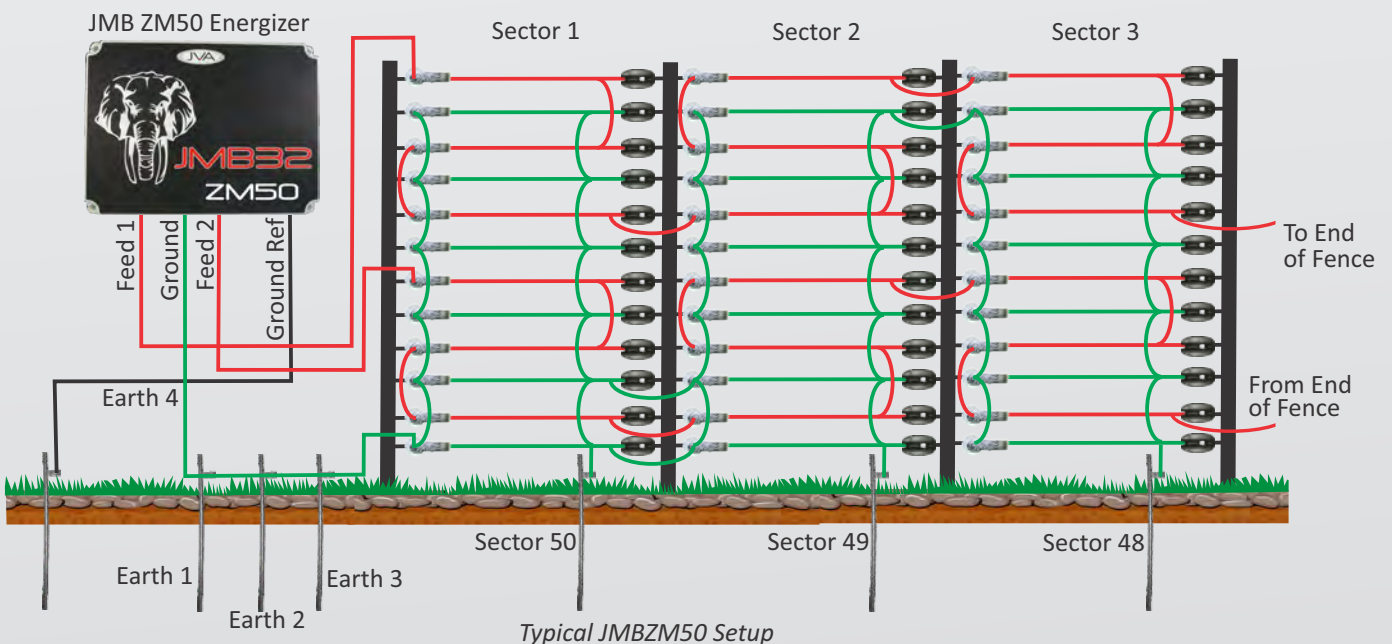 JMB ZM50 Energizer
Sector 1
Sector 2
Sector 3
JVA
JMB32
ZM50
Feed 1
Ground
Feed 2
Ground Ref
To End
of Fence
From End
of Fence
Earth 4
Sector 50
Sector 49
Sector 48
Earth 1
Earth 3
Earth 2
Typical JMBZM50 Setup